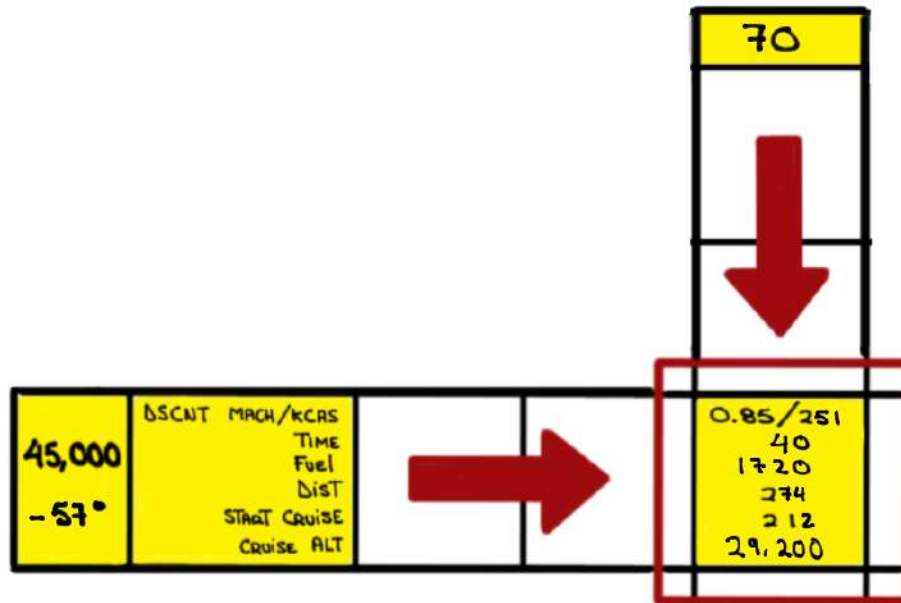 70
45,000
-57°
DSCNT MACH/KCAS
TIME
Fuel
DIST
START CRUISE
CRUISE ALT
0.85/251
40
1720
274
212
29,200